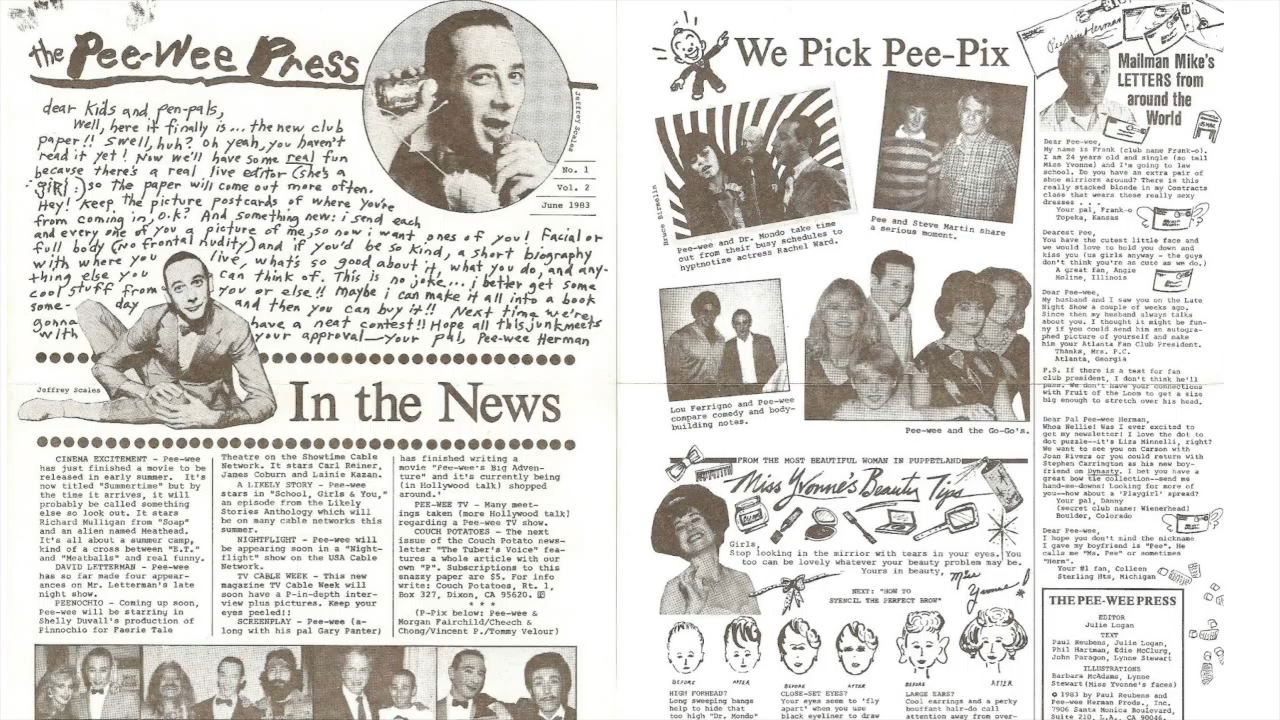 the Pee-Wee Press
Jeffrey Scales
No. 1
Vol. 2
June 1983
dear Kids and pen-pals,
Well, here it finally is... the new club
paper!! Swell, huh? Oh yeah, you haven't
read it yet! Now we'll have some real fun
because there's a real live editor (she's a
girl!) so the paper will come out more often.
Hey! Keep the picture postcards of where you're
from coming in, o.k? And something new: i send each
and every one of you a picture of me, so now i want ones of you! Facial or
full body (no frontal nudity) and if you'd be so kind, a short biography
with where you live, what's so good about it, what you do, and any-
thing else you can think of. This is no joke... i better get some
cool stuff from you or else!! Maybe i can make it all into a book
some- day and then you can buy it!! Next time we're
gonna have a neat contest!! Hope all this junk meets
with your approval—your pal, Pee-wee Herman
Jeffrey Scales
In the News
CINEMA EXCITEMENT - Pee-wee
has just finished a movie to be
released in early summer. It's
now titled "Summertime" but by
the time it arrives, it will
probably be called something
else so look out. It stars
Richard Mulligan from "Soap"
and an alien named Meathead.
It's all about a summer camp,
kind of a cross between "E.T."
and "Meatballs" and real funny.
DAVID LETTERMAN - Pee-wee
has so far made four appear-
ances on Mr. Letterman's late
night show.
PEENOCHIO - Coming up soon,
Pee-wee will be starring in
Shelly Duvall's production of
Pinnochio for Faerie Tale
Theatre on the Showtime Cable
Network. It stars Carl Reiner,
James Coburn and Lainie Kazan.
A LIKELY STORY - Pee-wee
stars in "School, Girls & You,"
an episode from the Likely
Stories Anthology which will
be on many cable networks this
summer.
NIGHTFLIGHT - Pee-wee will
be appearing soon in a "Night-
flight" show on the USA Cable
Network.
TV CABLE WEEK - This new
magazine TV Cable Week will
soon have a P-in-depth inter-
view plus pictures. Keep your
eyes peeled!!
SCREENPLAY - Pee-wee (a-
long with his pal Gary Panter)
has finished writing a
movie "Pee-wee's Big Adven-
ture" and it's currently being
(in Hollywood talk) shopped
around.'
PEE-WEE TV - Many meet-
ings taken (more Hollywood talk)
regarding a Pee-wee TV show.
COUCH POTATOES - The next
issue of the Couch Potato news-
letter "The Tuber's Voice" fea-
tures a whole article with our
own "P". Subscriptions to this
snazzy paper are $5. For info
write: Couch Potatoes, Rt. 1,
Box 327, Dixon, CA 95620.
* * *
(P-Pix below: Pee-wee &
Morgan Fairchild/Cheech &
Chong/Vincent P./Tommy Velour)
We Pick Pee-Pix
Pee-wee and Dr. Mondo take time
out from their busy schedules to
hyptnotize actress Rachel Ward.
Pee and Steve Martin share
a serious moment.
Lou Ferrigno and Pee-wee
compare comedy and body-
building notes.
Pee-wee and the Go-Go's.
FROM THE MOST BEAUTIFUL WOMAN IN PUPPETLAND
Miss Yvonne's Beauty Tips
Girls,
Stop looking in the mirrior with tears in your eyes. You
too can be lovely whatever your beauty problem may be.
Yours in beauty,
Miss Yvonne!
NEXT: "HOW TO
STENCIL THE PERFECT BROW"
BEFORE AFTER BEFORE AFTER BEFORE AFTER
HIGH FORHEAD?
Long sweeping bangs
help to hide that
too high "Dr. Mondo"
CLOSE-SET EYES?
Your eyes seem to 'fly
apart' when you use
black eyeliner to draw
LARGE EARS?
Cool earrings and a perky
bouffant hair-do call
attention away from over-
Pee-wee Herman
Mailman Mike's
LETTERS from
around the
World
Dear Pee-wee,
My name is Frank (club name Frank-o).
I am 24 years old and single (so tell
Miss Yvonne) and I'm going to law
school. Do you have an extra pair of
shoe mirriors around? There is this
really stacked blonde in my Contracts
class that wears these really sexy
dresses . . .
Your pal, Frank-o
Topeka, Kansas
Dearest Pee,
You have the cutest little face and
we would love to hold you down and
kiss you (us girls anyway - the guys
don't think you're as cute as we do.)
A great fan, Angie
Moline, Illinois
Dear Pee-wee,
My husband and I saw you on the Late
Night Show a couple of weeks ago.
Since then my husband always talks
about you. I thought it might be fun-
ny if you could send him an autogra-
phed picture of yourself and make
him your Atlanta Fan Club President.
Thanks, Mrs. P.C.
Atlanta, Georgia
P.S. If there is a test for fan
club president, I don't think he'll
pass. We don't have your connections
with Fruit of the Loom to get a size
big enough to stretch over his head.
Dear Pal Pee-wee Herman,
Whoa Nellie! Was I ever excited to
get my newsletter! I love the dot to
dot puzzle--it's Liza Minnelli, right?
We want to see you on Carson with
Joan Rivers or you could return with
Stephen Carrington as his new boy-
friend on Dynasty. I bet you have a
great bow tie collection--send me
hand-me-downs! Looking for more of
you--how about a 'Playgirl' spread?
Your pal, Danny
(secret club name: Wienerhead)
Boulder, Colorado
Dear Pee-wee,
I hope you don't mind the nickname
I gave my boyfriend is "Pee". He
calls me "Ms. Pee" or sometimes
"Herm".
Your #1 fan, Colleen
Sterling Hts, Michigan
THE PEE-WEE PRESS
EDITOR
Julie Logan
TEXT
Paul Reubens, Julie Logan,
Phil Hartman, Edie McClurg,
John Paragon, Lynne Stewart
ILLUSTRATIONS
Barbara McAdams, Lynne
Stewart (Miss Yvonne's faces)
© 1983 by Paul Reubens and
Pee-wee Herman Prods., Inc.
7906 Santa Monica Boulevard,
Suite 210, L.A. 90046